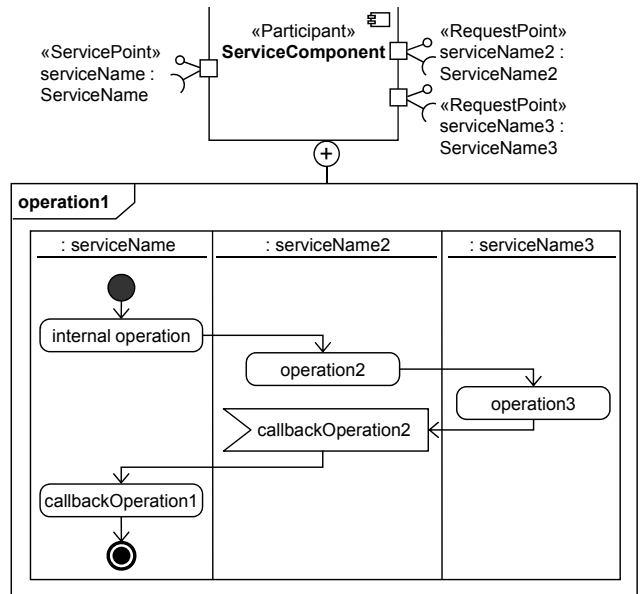 «ServicePoint»
serviceName :
ServiceName
«Participant»
ServiceComponent
«RequestPoint»
serviceName2 :
ServiceName2
«RequestPoint»
serviceName3 :
ServiceName3
+
operation1
: serviceName
: serviceName2
: serviceName3
internal operation
operation2
operation3
callbackOperation2
callbackOperation1